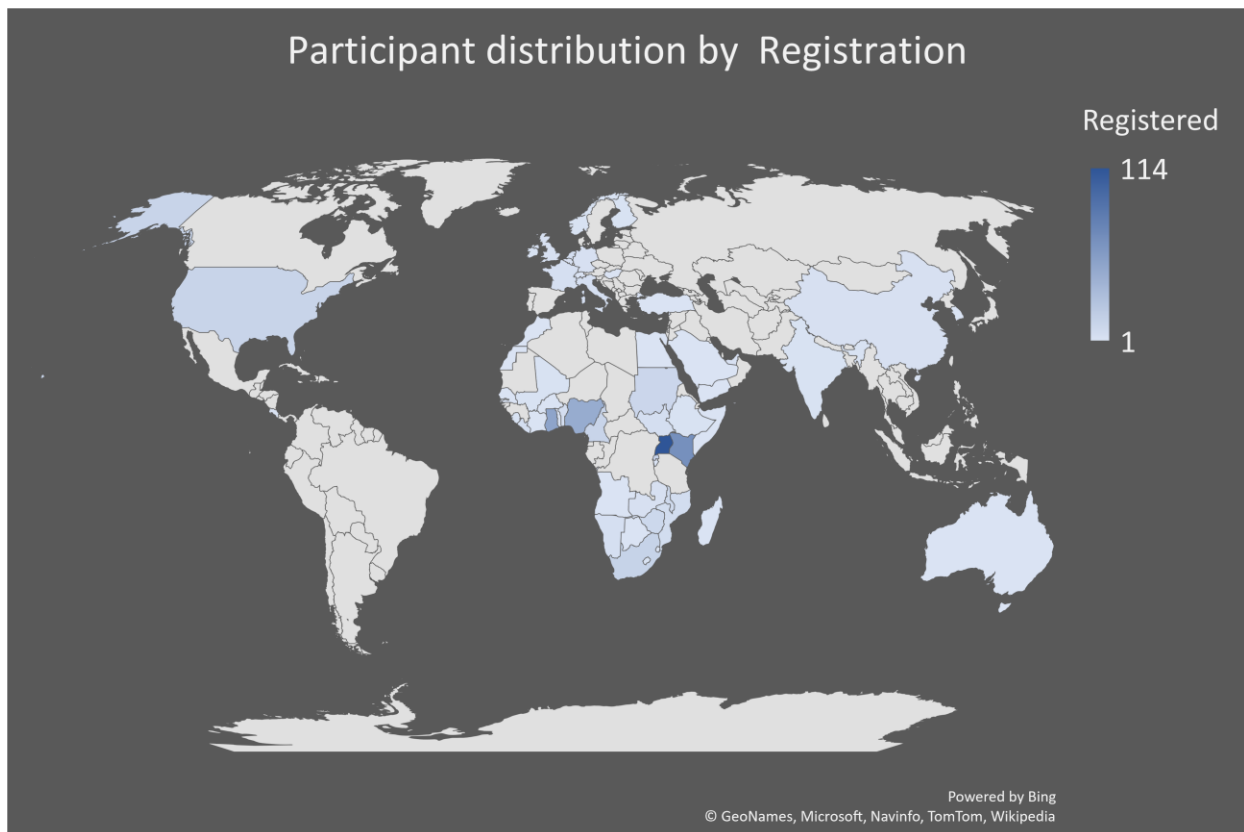 Participant distribution by  Registration
Registered
114
1
Powered by Bing
© GeoNames, Microsoft, Navinfo, TomTom, Wikipedia